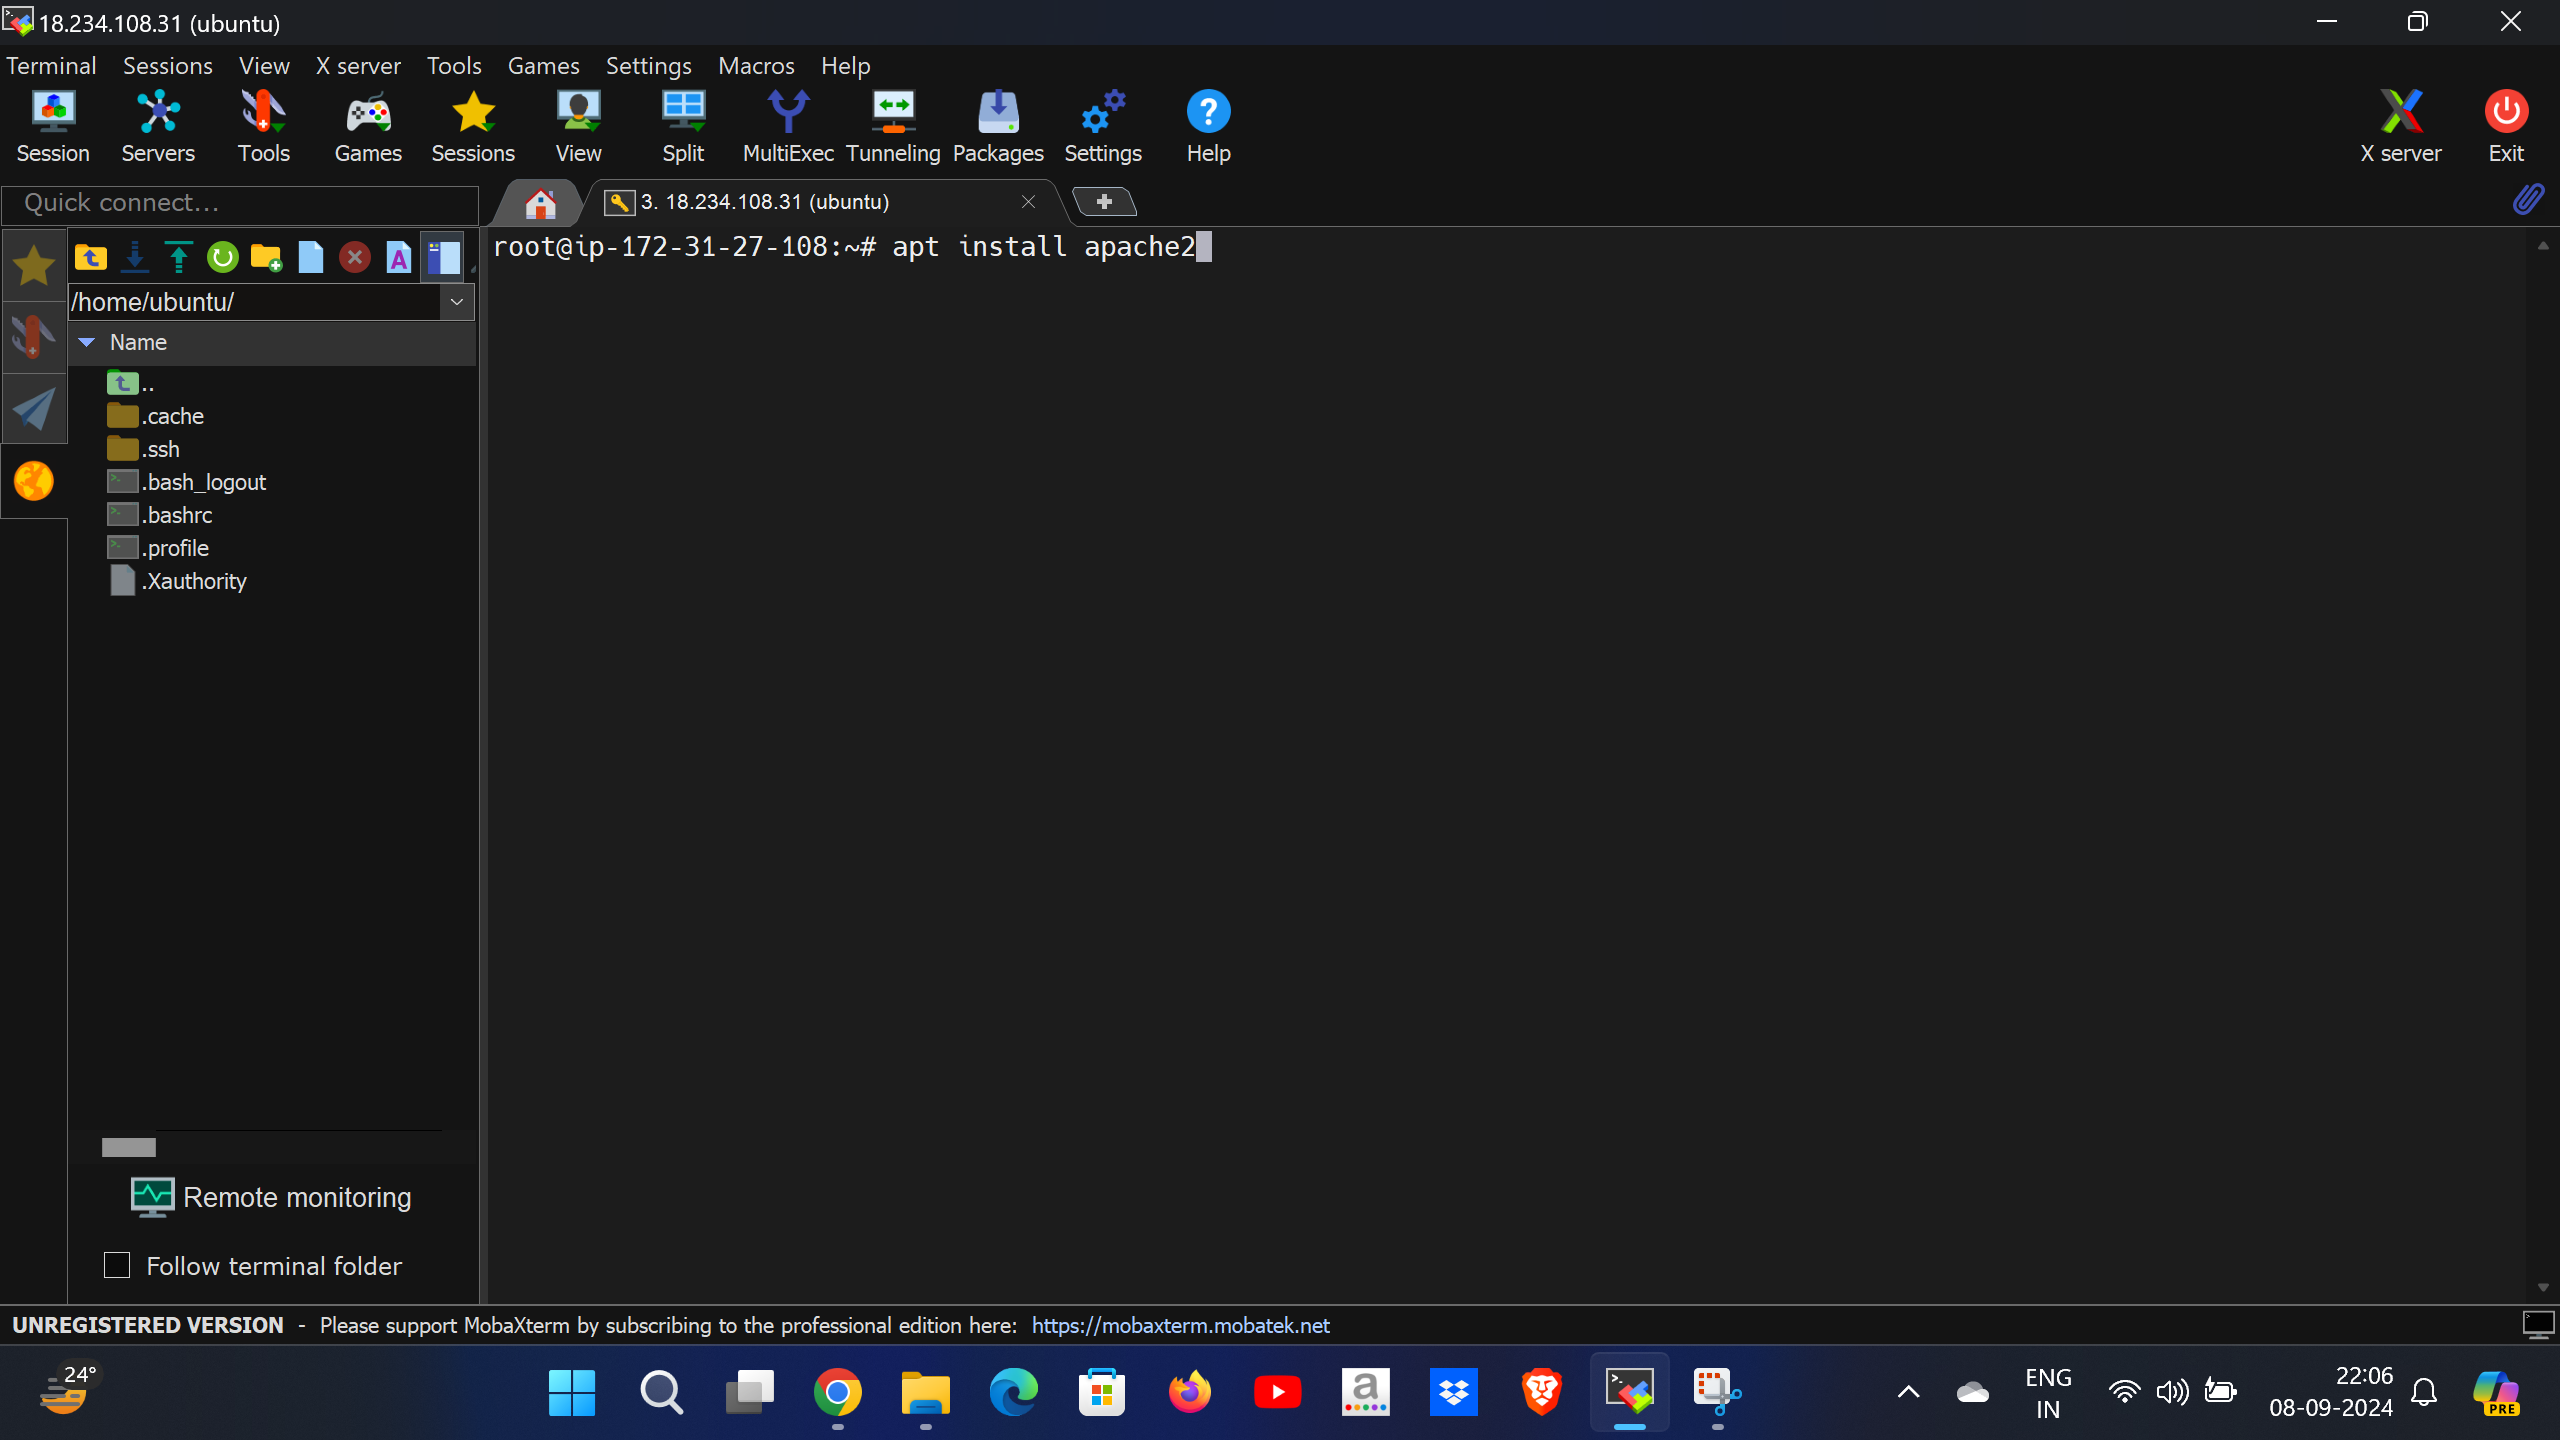 18.234.108.31 (ubuntu)
Terminal Sessions View X server Tools Games Settings Macros Help
Session Servers Tools Games Sessions View Split MultiExec Tunneling Packages Settings Help X server Exit
Quick connect...
3. 18.234.108.31 (ubuntu)
root@ip-172-31-27-108:~# apt install apache2
/home/ubuntu/
Name
..
.cache
.ssh
.bash_logout
.bashrc
.profile
.Xauthority
Remote monitoring
Follow terminal folder
UNREGISTERED VERSION - Please support MobaXterm by subscribing to the professional edition here: https://mobaxterm.mobatek.net
24°
ENG
IN
22:06
08-09-2024
PRE